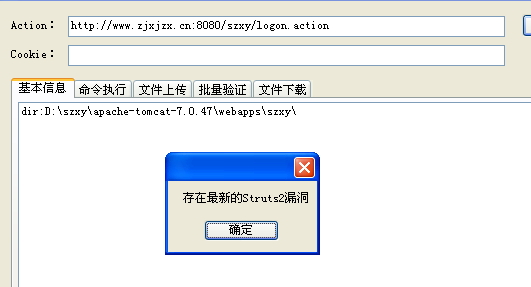 Action: http://www.zjxjzx.cn:8080/szxy/logon.action
Cookie:
基本信息 命令执行 文件上传 批量验证 文件下载
dir:D:\szxy\apache-tomcat-7.0.47\webapps\szxy\
存在最新的Struts2漏洞
确定